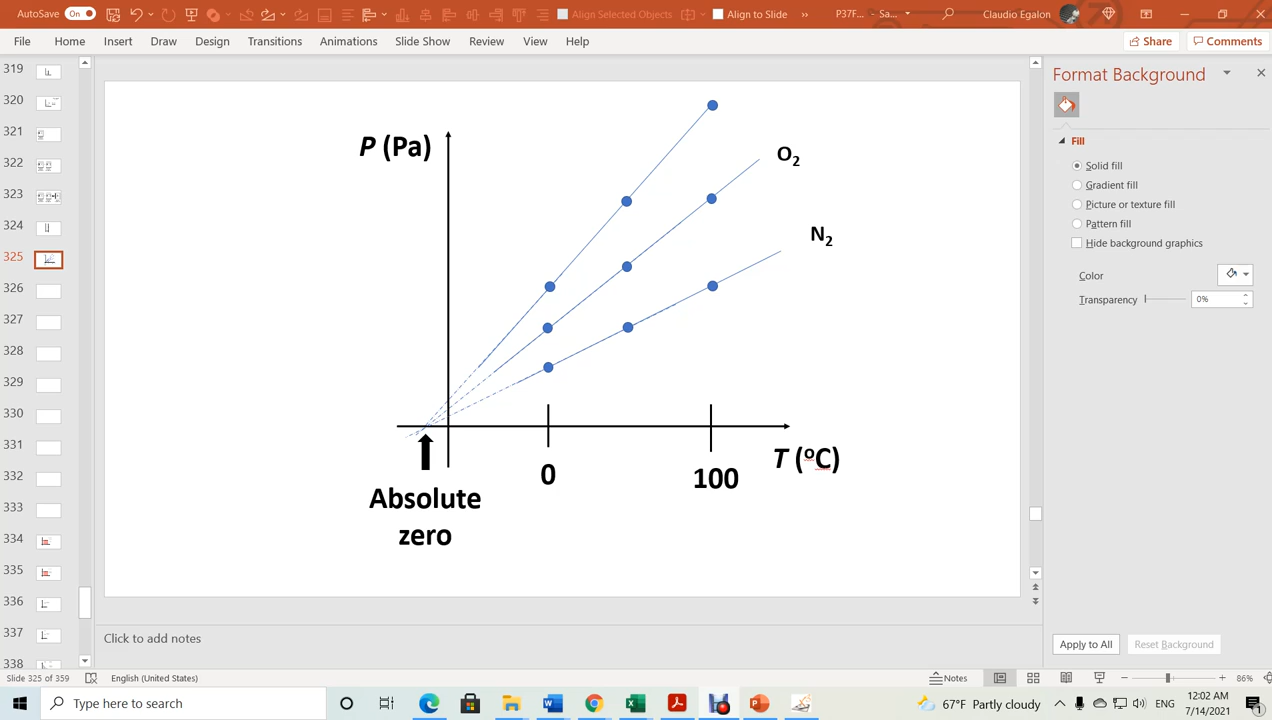 AutoSave On Align Selected Objects Align to Slide P37F... - Sa... Claudio Egalon
File Home Insert Draw Design Transitions Animations Slide Show Review View Help Share Comments
319
320
321
322
323
324
325
326
327
328
329
330
331
332
333
334
335
336
337
338
P (Pa)
O₂
N₂
T (ºC)
0
100
Absolute
zero
Click to add notes
Format Background
Fill
Solid fill
Gradient fill
Picture or texture fill
Pattern fill
Hide background graphics
Color
Transparency 0%
Apply to All Reset Background
Slide 325 of 359 English (United States) Notes 86%
Type here to search 67°F Partly cloudy ENG 12:02 AM
7/14/2021
1